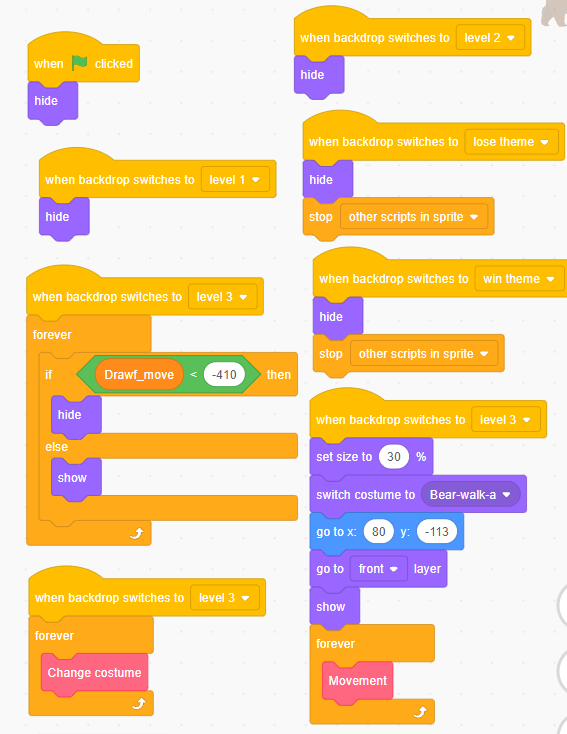 when clicked
hide
when backdrop switches to level 1
hide
when backdrop switches to level 3
forever
if Drawf_move < -410 then
hide
else
show
when backdrop switches to level 3
forever
Change costume
when backdrop switches to level 2
hide
when backdrop switches to lose theme
hide
stop other scripts in sprite
when backdrop switches to win theme
hide
stop other scripts in sprite
when backdrop switches to level 3
set size to 30 %
switch costume to Bear-walk-a
go to x: 80 y: -113
go to front layer
show
forever
Movement